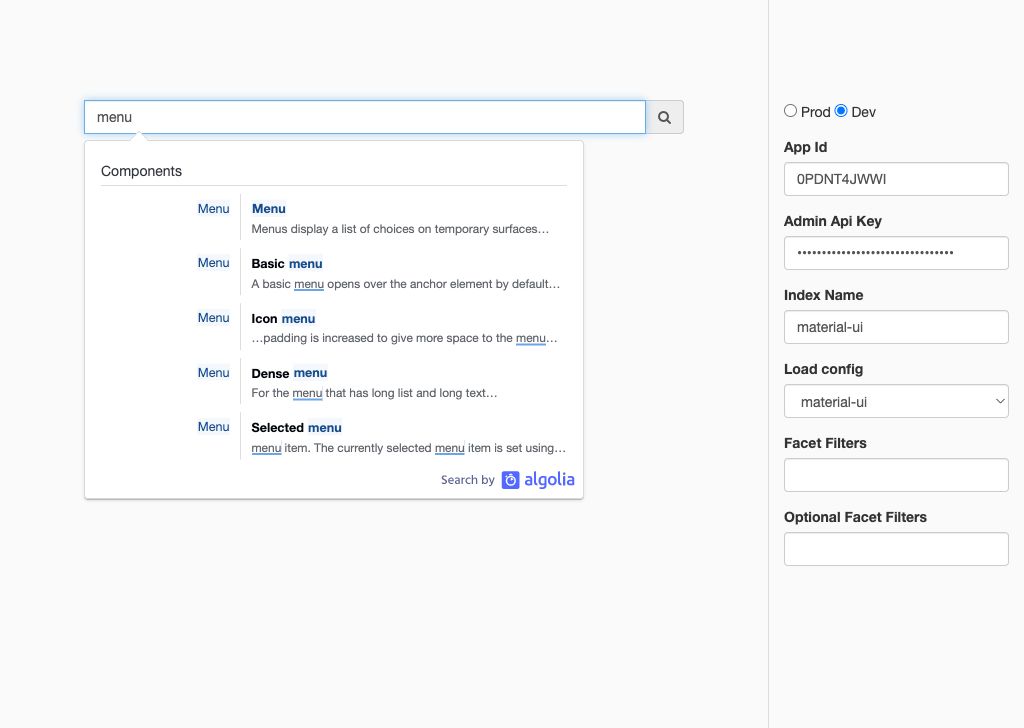 menu
Components
Menu
Menu
Menus display a list of choices on temporary surfaces…
Menu
Basic menu
A basic menu opens over the anchor element by default…
Menu
Icon menu
…padding is increased to give more space to the menu…
Menu
Dense menu
For the menu that has long list and long text…
Menu
Selected menu
menu item. The currently selected menu item is set using…
Search by algolia
Prod Dev
App Id
0PDNT4JWWI
Admin Api Key
Index Name
material-ui
Load config
material-ui
Facet Filters
Optional Facet Filters